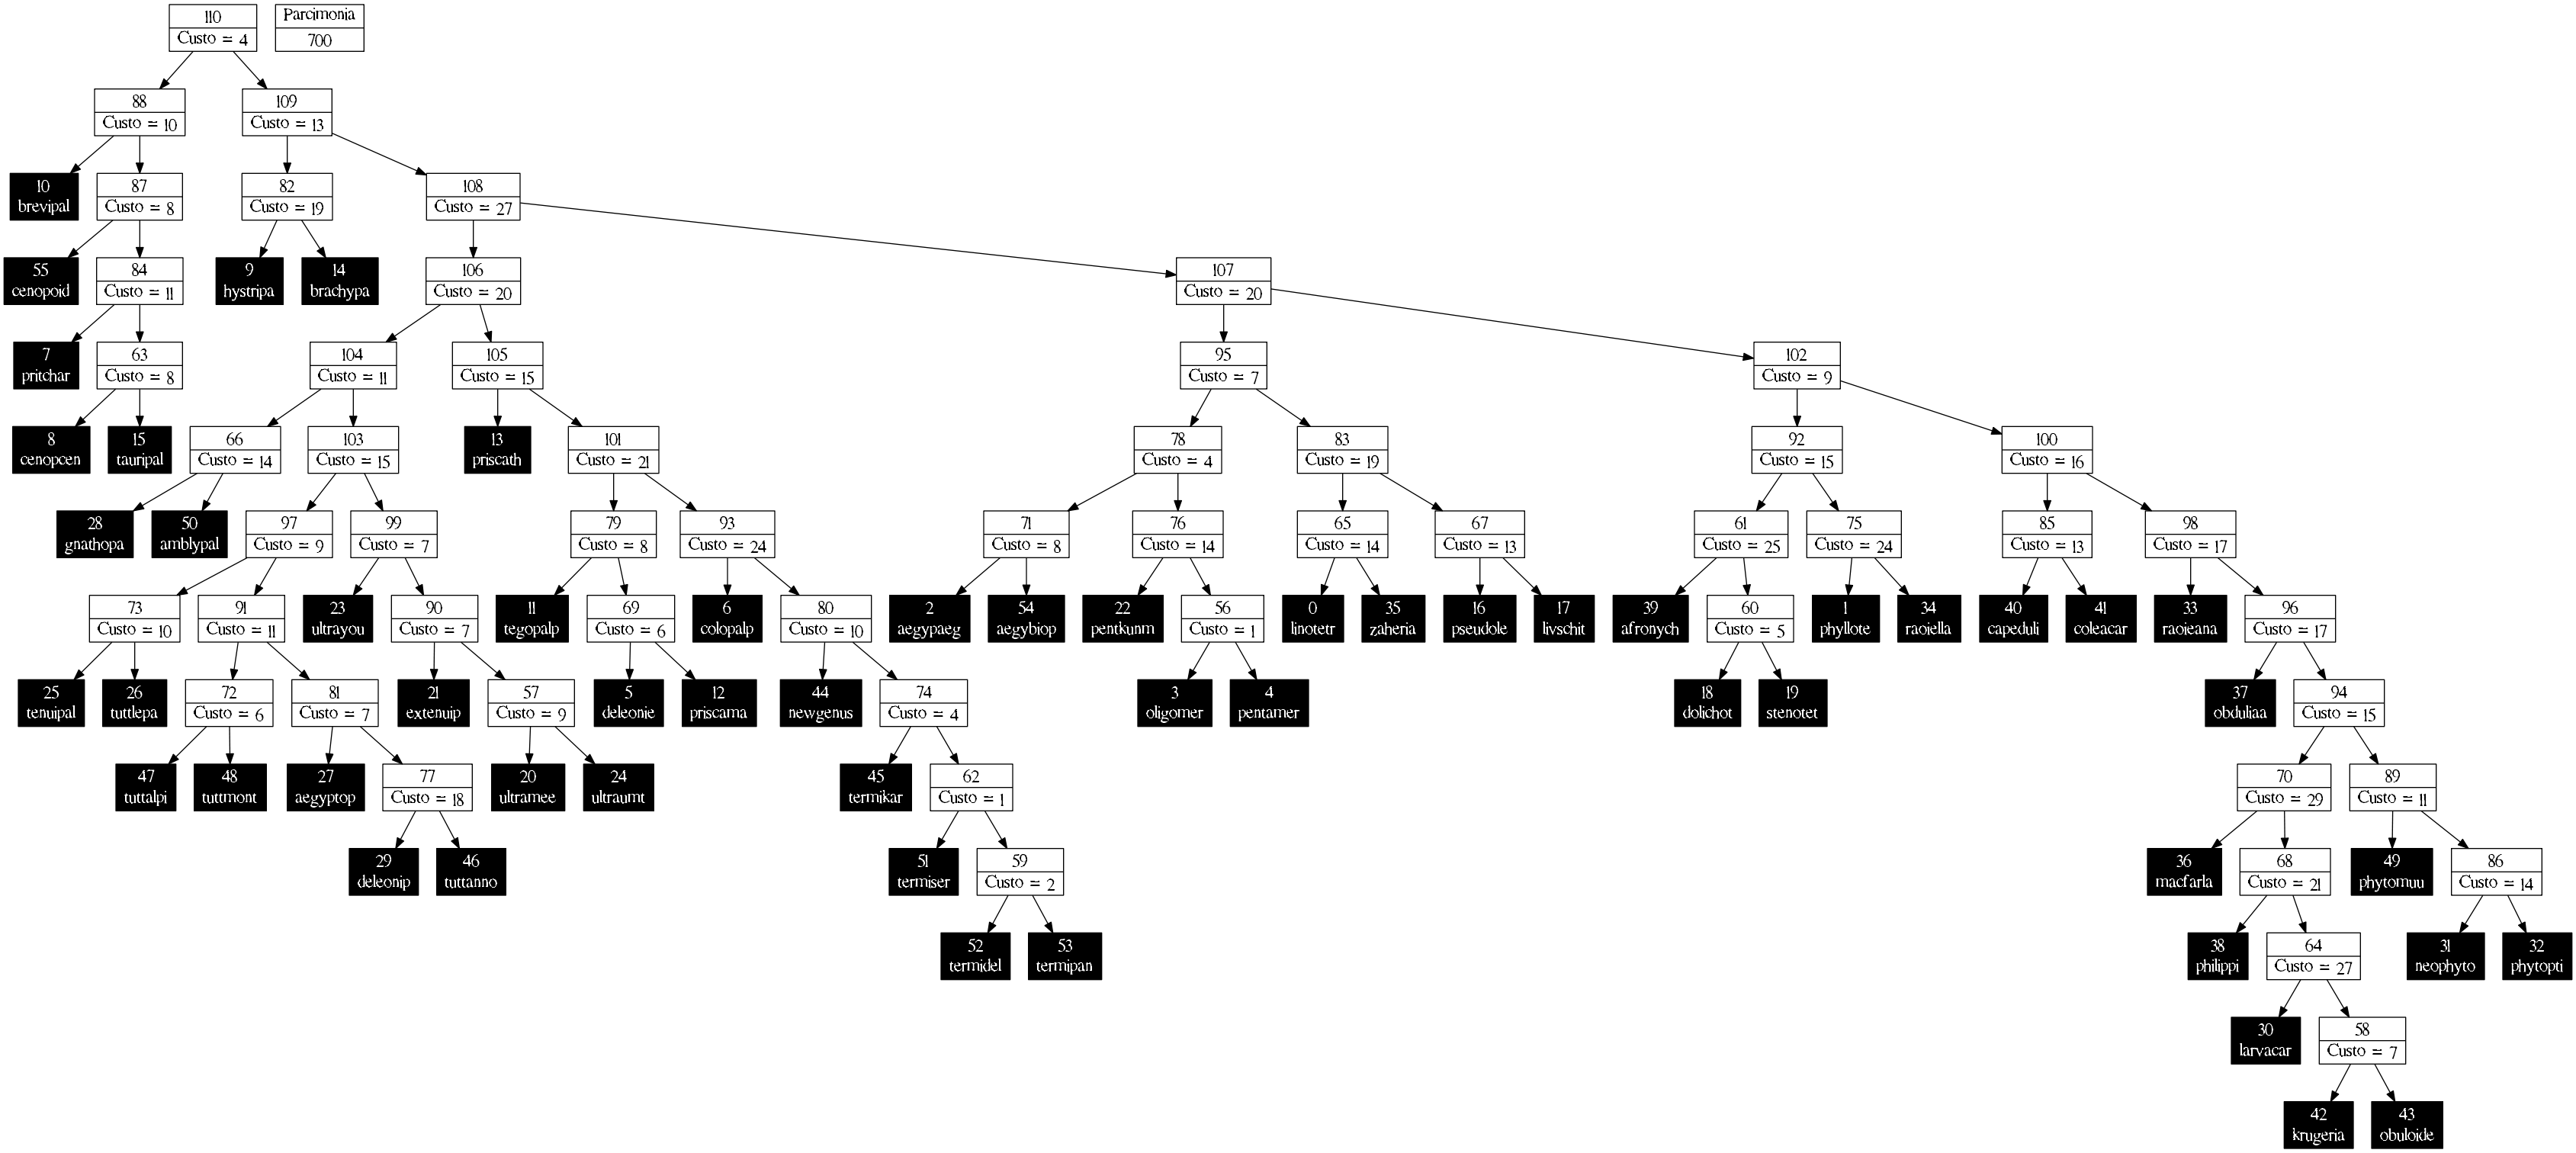 110
Custo = 4
Parcimonia
700
88
Custo = 10
109
Custo = 13
10
brevipal
87
Custo = 8
82
Custo = 19
108
Custo = 27
55
cenopoid
84
Custo = 11
9
hystripa
14
brachypa
106
Custo = 20
107
Custo = 20
7
pritchar
63
Custo = 8
104
Custo = 11
105
Custo = 15
95
Custo = 7
102
Custo = 9
8
cenopcen
15
tauripal
66
Custo = 14
103
Custo = 15
13
priscath
101
Custo = 21
78
Custo = 4
83
Custo = 19
92
Custo = 15
100
Custo = 16
28
gnathopa
50
amblypal
97
Custo = 9
99
Custo = 7
79
Custo = 8
93
Custo = 24
71
Custo = 8
76
Custo = 14
65
Custo = 14
67
Custo = 13
61
Custo = 25
75
Custo = 24
85
Custo = 13
98
Custo = 17
73
Custo = 10
91
Custo = 11
23
ultrayou
90
Custo = 7
11
tegopalp
69
Custo = 6
6
colopalp
80
Custo = 10
2
aegypaeg
54
aegybiop
22
pentkunm
56
Custo = 1
0
linotetr
35
zaheria
16
pseudole
17
livschit
39
afronych
60
Custo = 5
1
phyllote
34
raoiella
40
capeduli
41
coleacar
33
raoieana
96
Custo = 17
25
tenuipal
26
tuttlepa
72
Custo = 6
81
Custo = 7
21
extenuip
57
Custo = 9
5
deleonie
12
priscama
44
newgenus
74
Custo = 4
3
oligomer
4
pentamer
18
dolichot
19
stenotet
37
obduliaa
94
Custo = 15
47
tuttalpi
48
tuttmont
27
aegyptop
77
Custo = 18
20
ultramee
24
ultraumt
45
termikar
62
Custo = 1
70
Custo = 29
89
Custo = 11
29
deleonip
46
tuttanno
51
termiser
59
Custo = 2
36
macfarla
68
Custo = 21
49
phytomuu
86
Custo = 14
52
termidel
53
termipan
38
philippi
64
Custo = 27
31
neophyto
32
phytopti
30
larvacar
58
Custo = 7
42
krugeria
43
obuloide